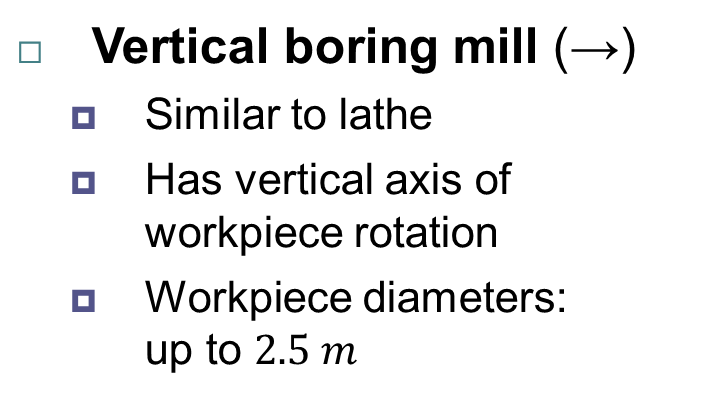 Vertical boring mill (→)
Similar to lathe
Has vertical axis of
workpiece rotation
Workpiece diameters:
up to 2.5 m